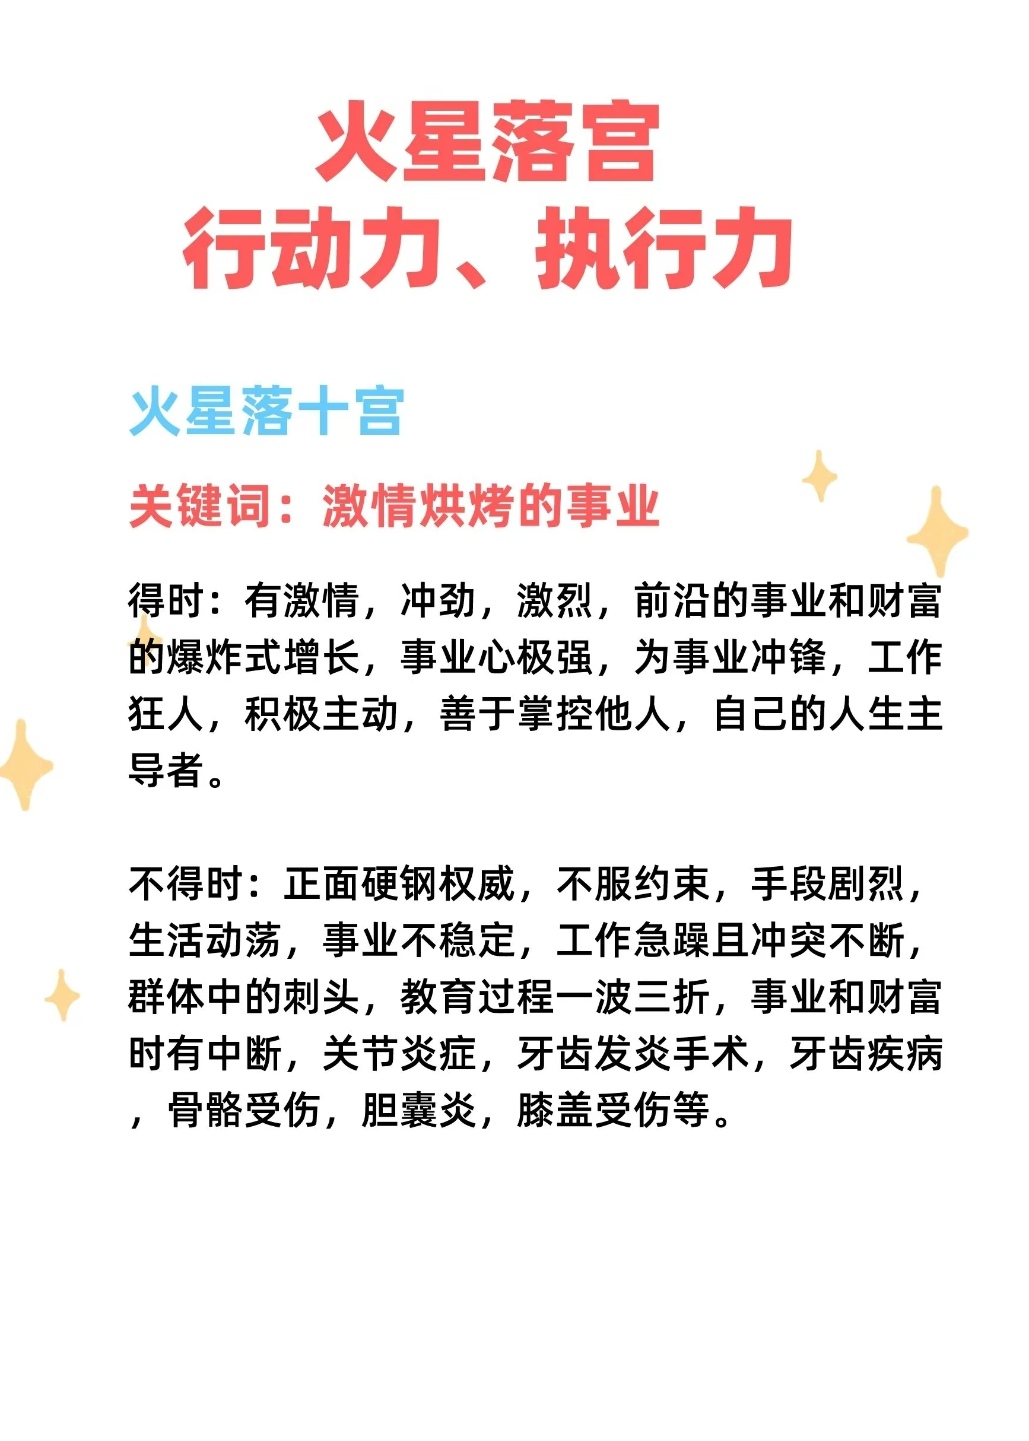 火星落宫
行动力、执行力
火星落十宫
关键词：激情烘烤的事业
得时：有激情，冲劲，激烈，前沿的事业和财富
的爆炸式增长，事业心极强，为事业冲锋，工作
狂人，积极主动，善于掌控他人，自己的人生主
导者。
不得时：正面硬钢权威，不服约束，手段剧烈，
生活动荡，事业不稳定，工作急躁且冲突不断，
群体中的刺头，教育过程一波三折，事业和财富
时有中断，关节炎症，牙齿发炎手术，牙齿疾病
，骨骼受伤，胆囊炎，膝盖受伤等。